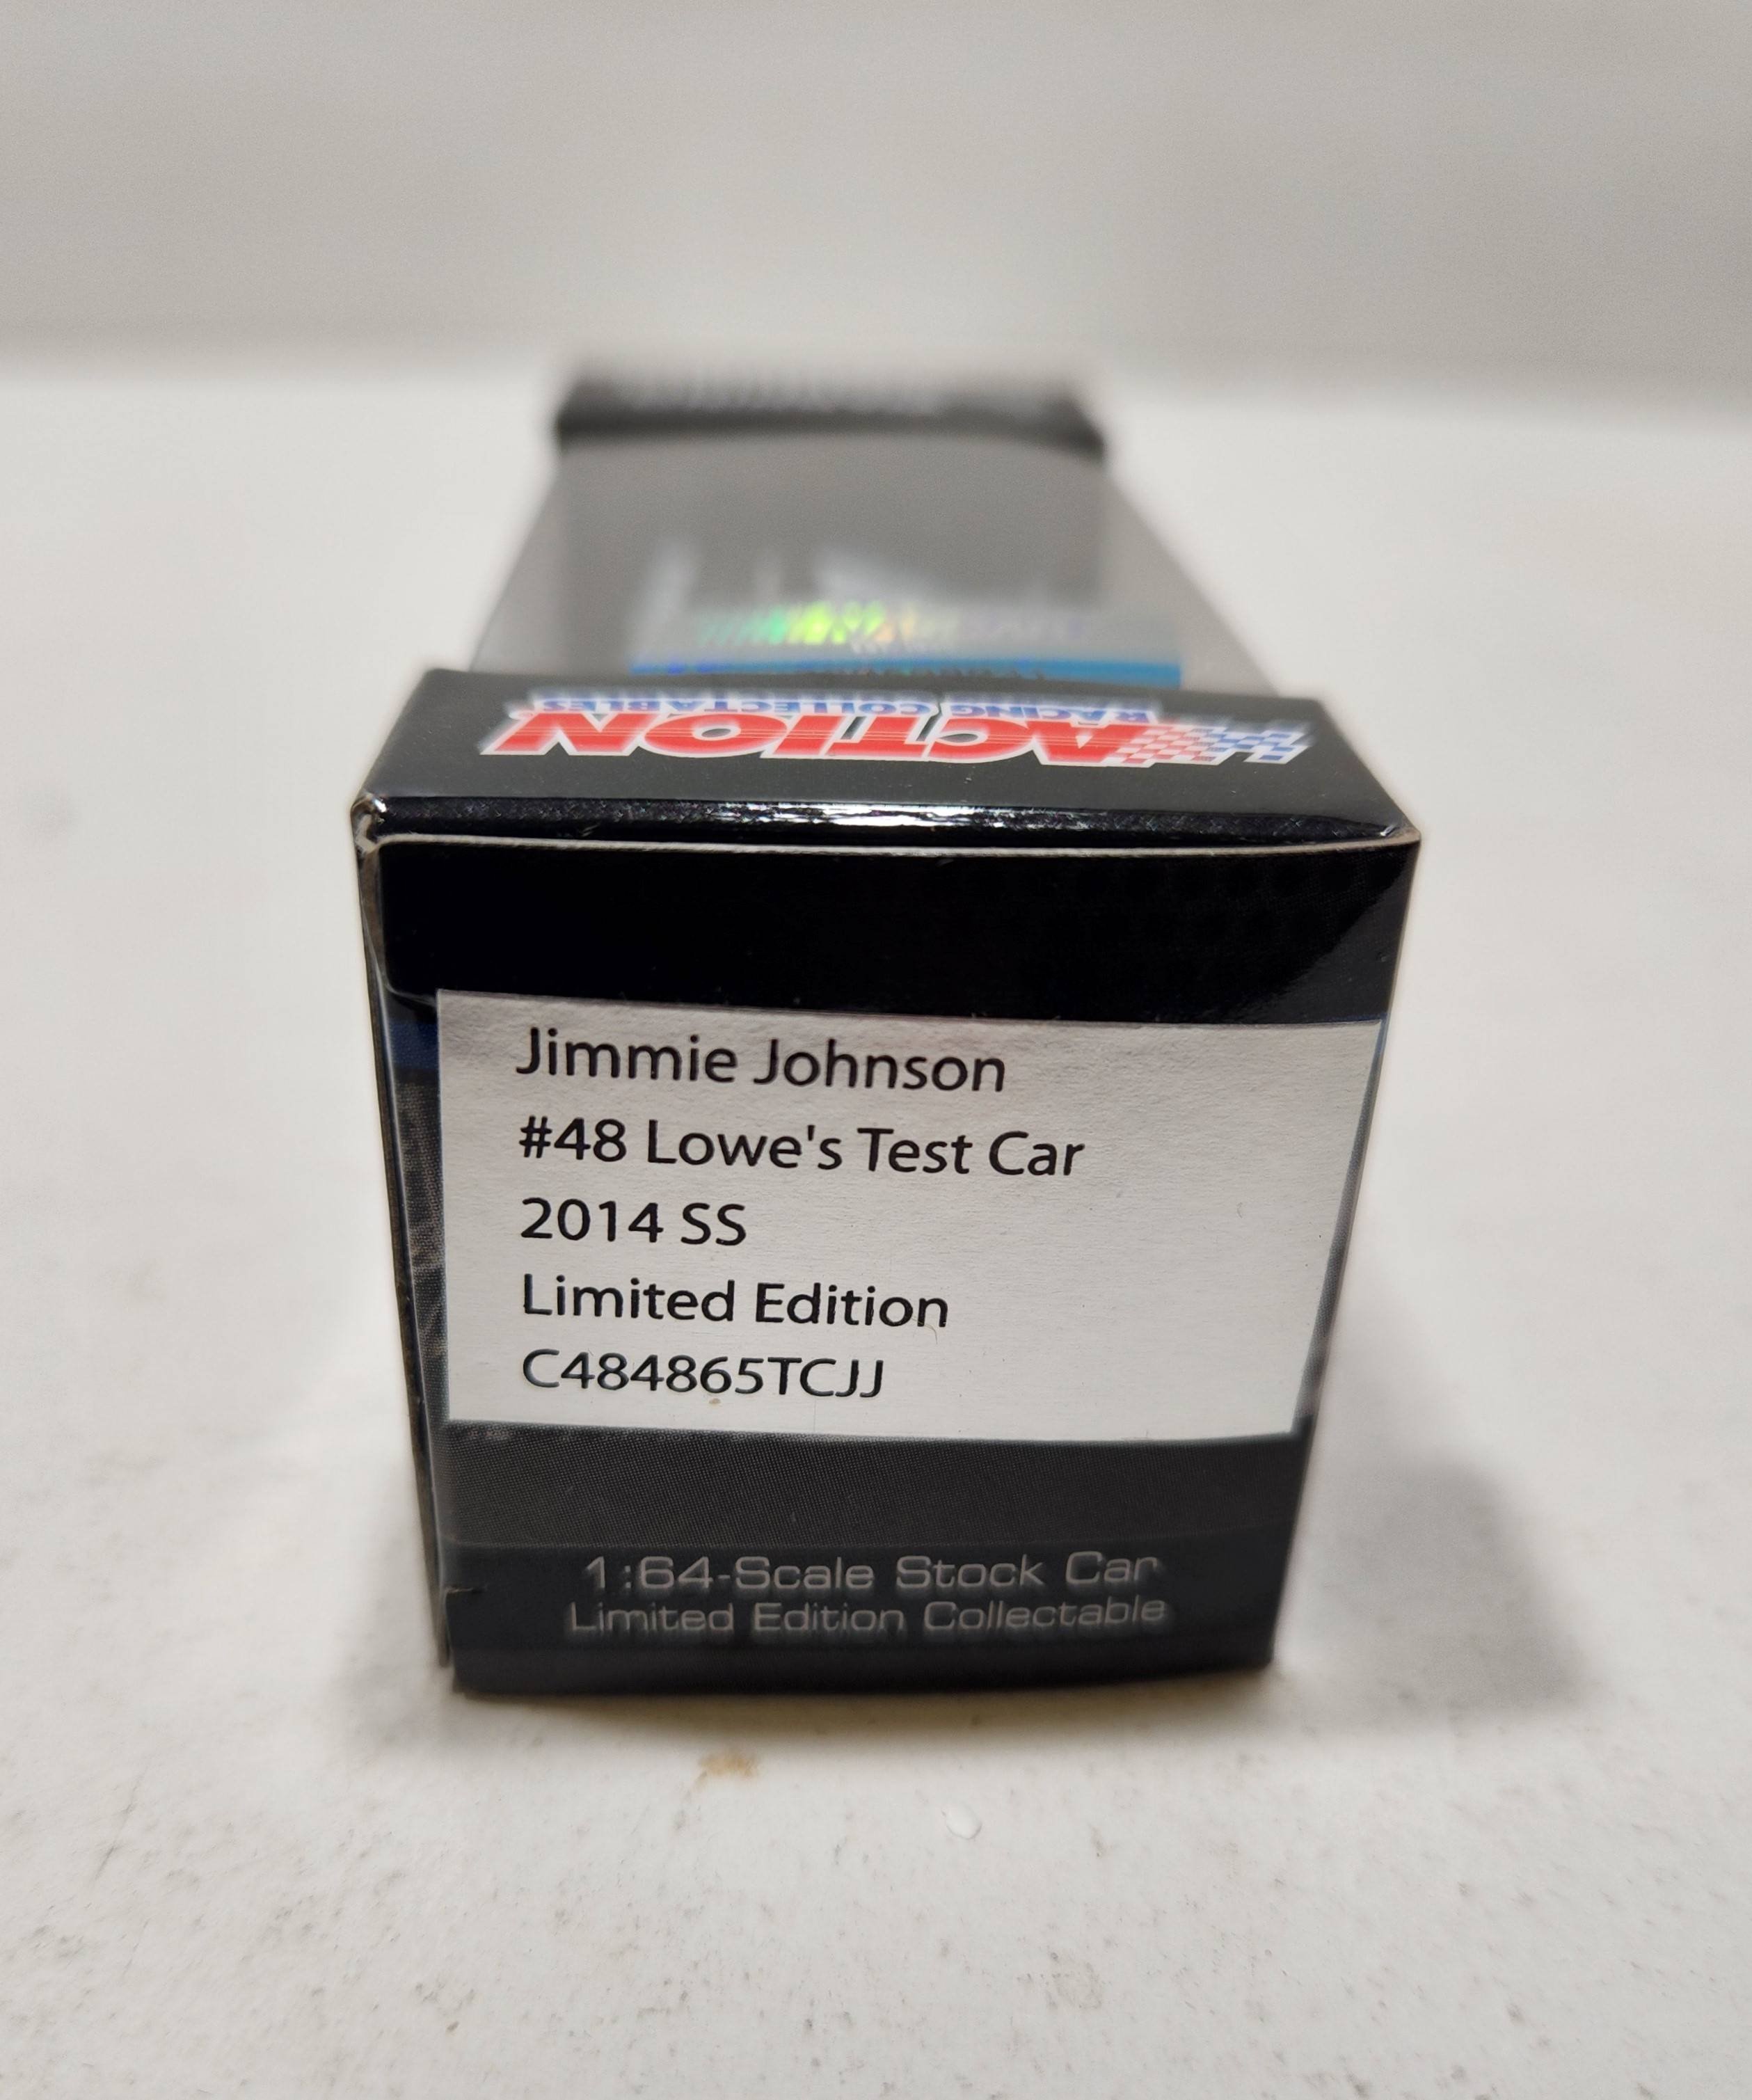 ACTION
RACING COLLECTABLES
Jimmie Johnson
#48 Lowe's Test Car
2014 SS
Limited Edition
C484865TCJJ
1:64-Scale Stock Car
Limited Edition Collectable